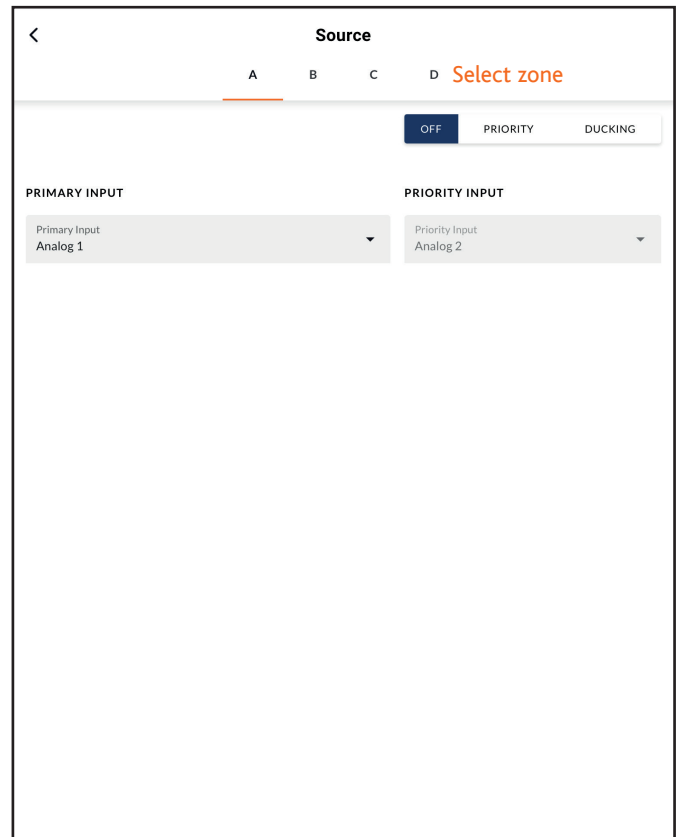 Source
A B C D Select zone
OFF PRIORITY DUCKING
PRIMARY INPUT PRIORITY INPUT
Primary Input Priority Input
Analog 1 Analog 2